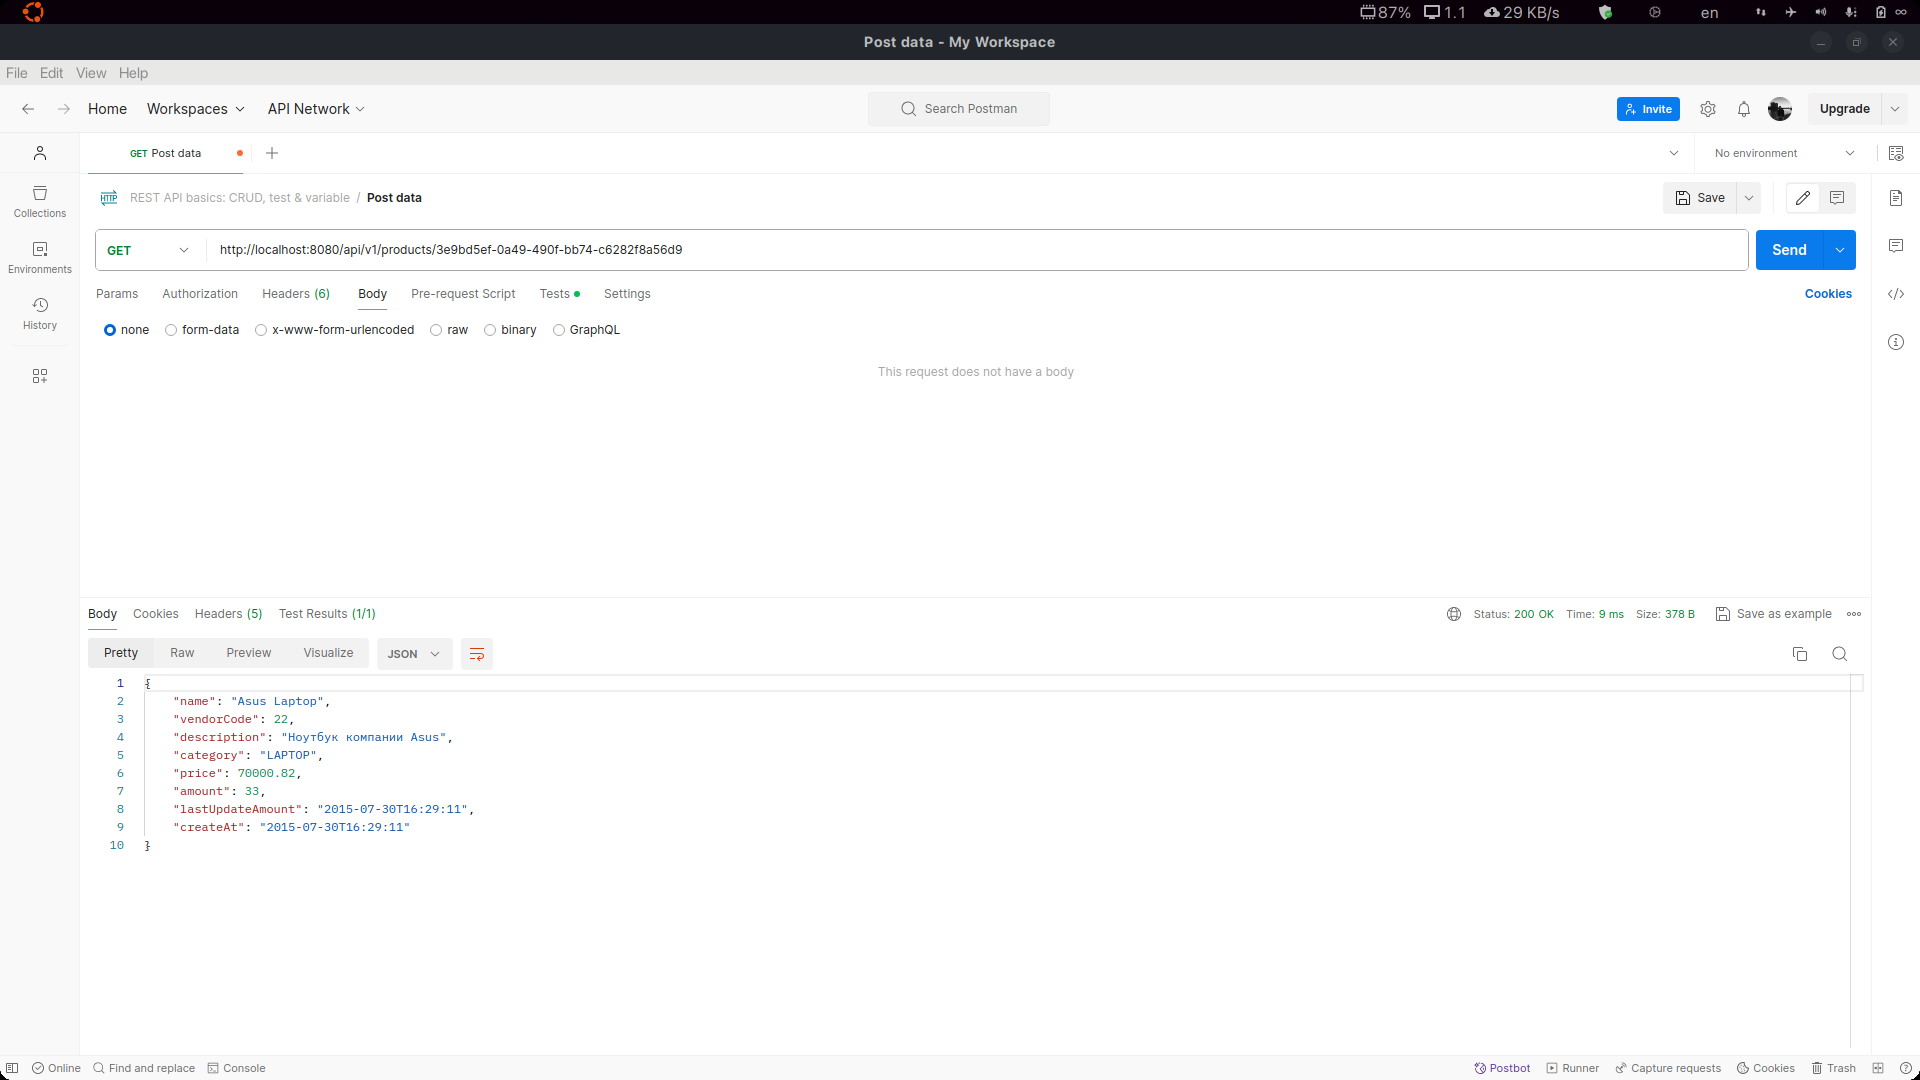 87% 1.1 29 KB/s en
Post data - My Workspace
File Edit View Help
Home Workspaces API Network Search Postman Invite Upgrade
GET Post data No environment
HTTP REST API basics: CRUD, test & variable / Post data Save
GET http://localhost:8080/api/v1/products/3e9bd5ef-0a49-490f-bb74-c6282f8a56d9 Send
Params Authorization Headers (6) Body Pre-request Script Tests Settings Cookies
none form-data x-www-form-urlencoded raw binary GraphQL
This request does not have a body
Collections
Environments
History
Body Cookies Headers (5) Test Results (1/1) Status: 200 OK Time: 9 ms Size: 378 B Save as example
Pretty Raw Preview Visualize JSON
1 {
2 "name": "Asus Laptop",
3 "vendorCode": 22,
4 "description": "Ноутбук компании Asus",
5 "category": "LAPTOP",
6 "price": 70000.82,
7 "amount": 33,
8 "lastUpdateAmount": "2015-07-30T16:29:11",
9 "createAt": "2015-07-30T16:29:11"
10 }
Online Find and replace Console Postbot Runner Capture requests Cookies Trash